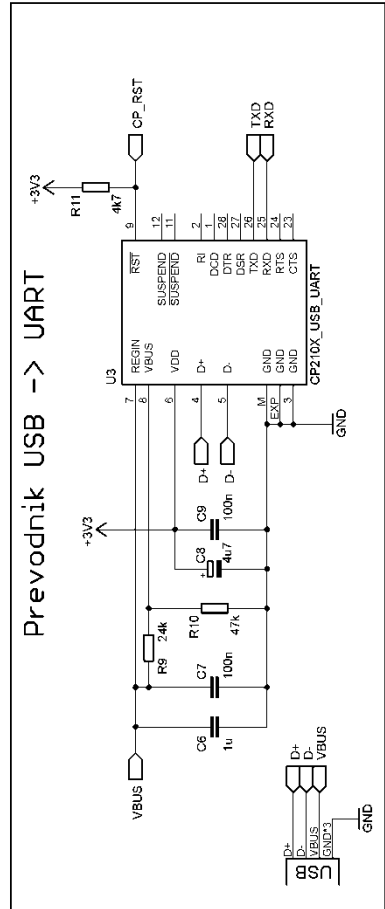 Prevodnik USB -> UART
+3V3
R11
4k7
CP_RST
U3
7
REGIN
8
VBUS
6
VDD
4
D+
5
D-
M
GND
EXP
GND
3
GND
RST
9
SUSPEND
12
SUSPEND
11
RI
2
DCD
1
DTR
28
DSR
27
TXD
26
RXD
25
RTS
24
CTS
23
CP210X_USB_UART
TXD
RXD
+3V3
D+
D-
GND
C9
100n
C8
+
4u7
R9
24k
R10
47k
C7
100n
C6
1u
VBUS
USB
D+
D-
VBUS
GND*3
D+
D-
VBUS
GND